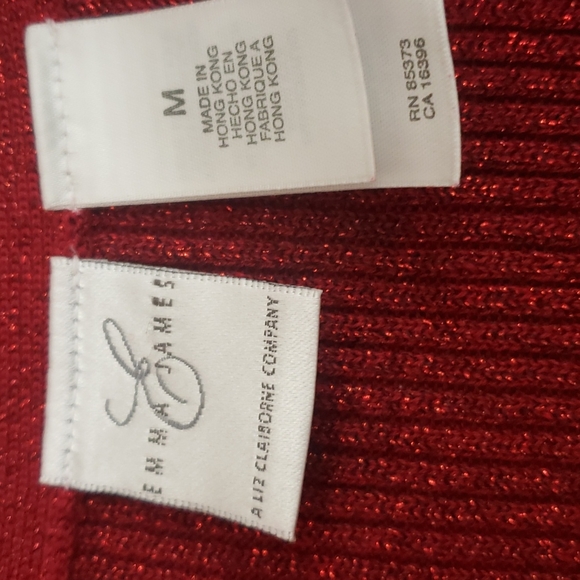 M
MADE IN
HONG KONG
HECHO EN
HONG KONG
FABRIQUE A
HONG KONG
RN 85373
CA 16396
E
EMMA JAMES
A LIZ CLAIBORNE COMPANY